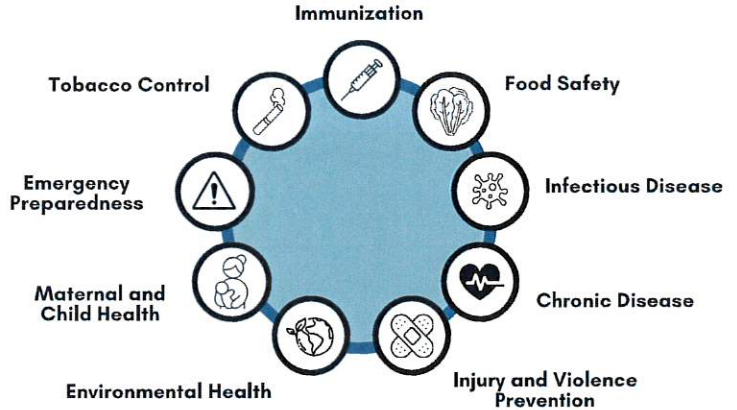 Immunization
Tobacco Control
Food Safety
Emergency
Preparedness
Infectious Disease
Maternal and
Child Health
Chronic Disease
Environmental Health
Injury and Violence
Prevention